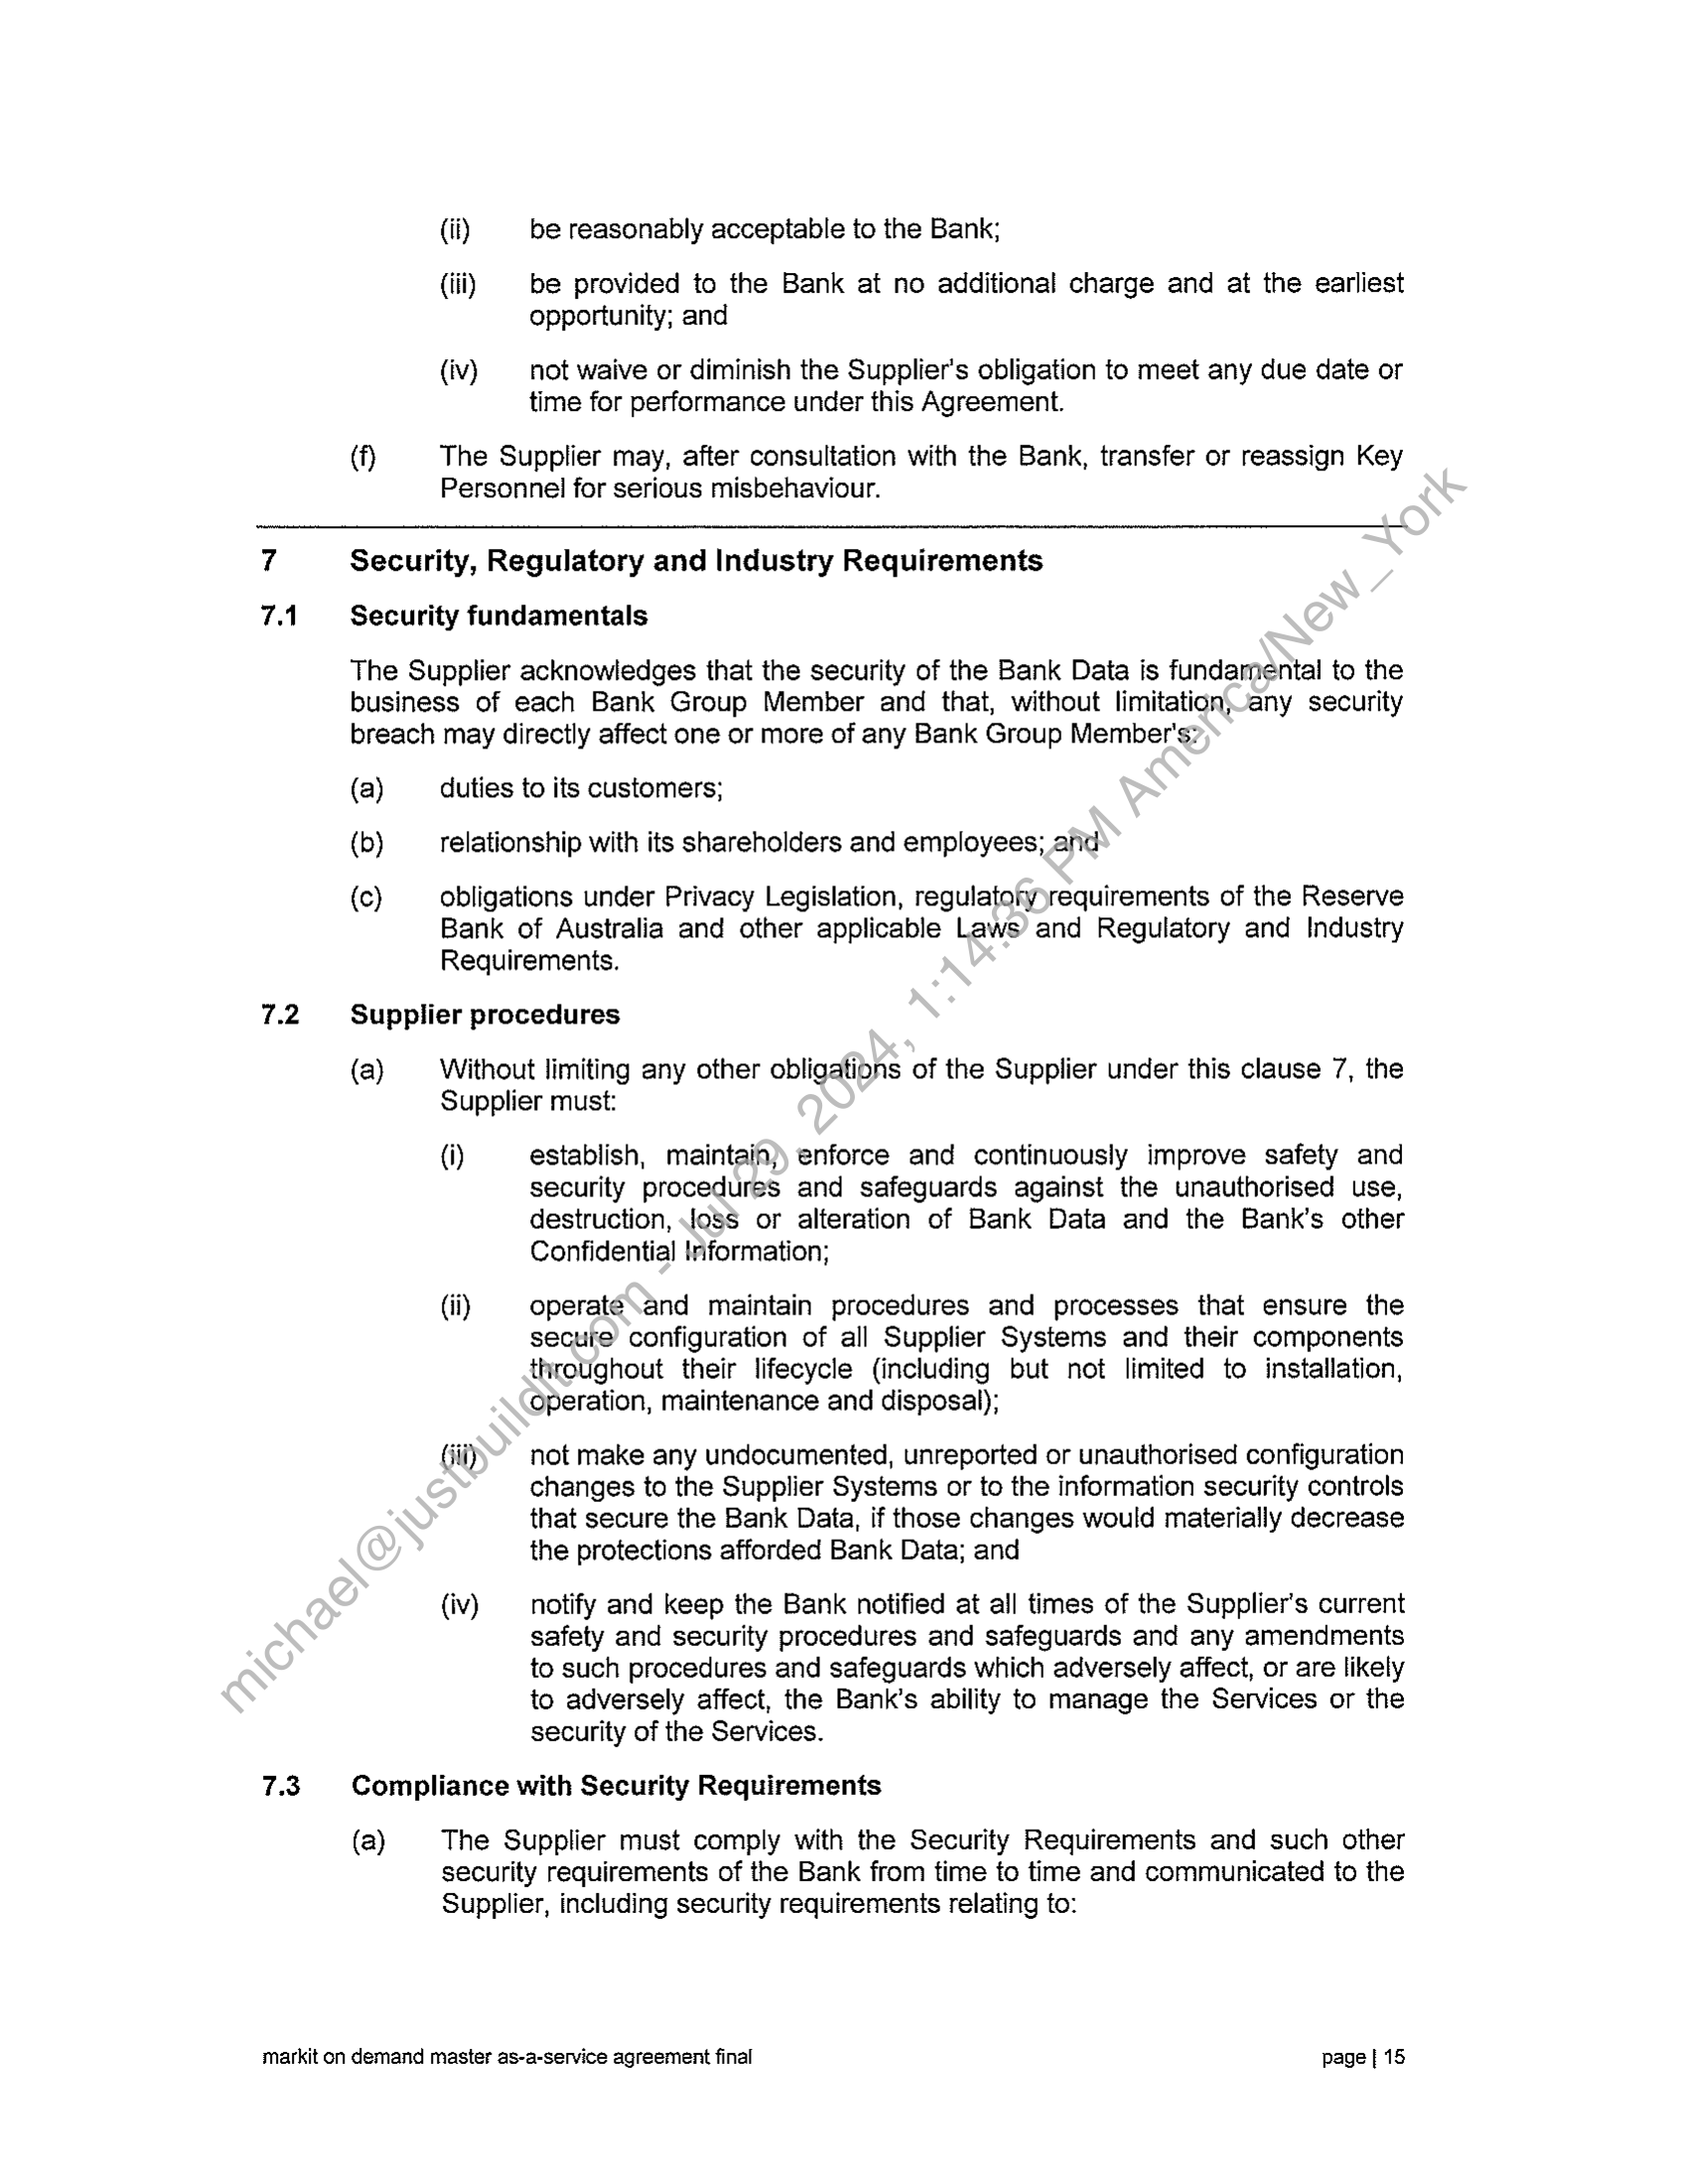 (ii) be reasonably acceptable to the Bank;
(iii) be provided to the Bank at no additional charge and at the earliest
opportunity; and
(iv) not waive or diminish the Supplier's obligation to meet any due date or
time for performance under this Agreement.
(f) The Supplier may, after consultation with the Bank, transfer or reassign Key
Personnel for serious misbehaviour.
7 Security, Regulatory and Industry Requirements
7.1 Security fundamentals
The Supplier acknowledges that the security of the Bank Data is fundamental to the
business of each Bank Group Member and that, without limitation, any security
breach may directly affect one or more of any Bank Group Member's:
(a) duties to its customers;
(b) relationship with its shareholders and employees; and
(c) obligations under Privacy Legislation, regulatory requirements of the Reserve
Bank of Australia and other applicable Laws and Regulatory and Industry
Requirements.
7.2 Supplier procedures
(a) Without limiting any other obligations of the Supplier under this clause 7, the
Supplier must:
(i) establish, maintain, enforce and continuously improve safety and
security procedures and safeguards against the unauthorised use,
destruction, loss or alteration of Bank Data and the Bank's other
Confidential Information;
(ii) operate and maintain procedures and processes that ensure the
secure configuration of all Supplier Systems and their components
throughout their lifecycle (including but not limited to installation,
operation, maintenance and disposal);
(iii) not make any undocumented, unreported or unauthorised configuration
changes to the Supplier Systems or to the information security controls
that secure the Bank Data, if those changes would materially decrease
the protections afforded Bank Data; and
(iv) notify and keep the Bank notified at all times of the Supplier's current
safety and security procedures and safeguards and any amendments
to such procedures and safeguards which adversely affect, or are likely
to adversely affect, the Bank's ability to manage the Services or the
security of the Services.
7.3 Compliance with Security Requirements
(a) The Supplier must comply with the Security Requirements and such other
security requirements of the Bank from time to time and communicated to the
Supplier, including security requirements relating to:
markit on demand master as-a-service agreement final page | 15
michael@justbuildit.com - Jul 29, 2024, 1:14:36 PM America/New_York